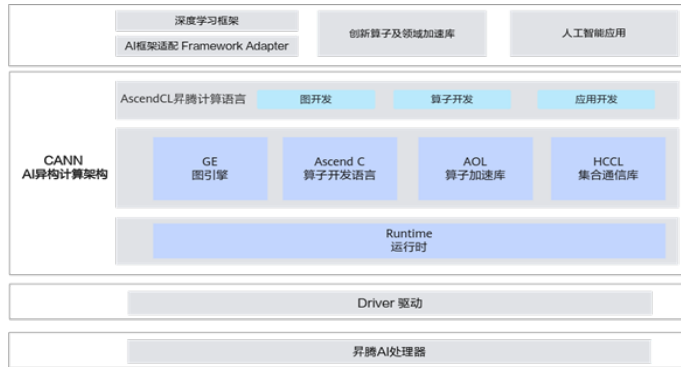 深度学习框架
AI框架适配 Framework Adapter
创新算子及领域加速库
人工智能应用
CANN
AI异构计算架构
AscendCL昇腾计算语言
图开发
算子开发
应用开发
GE
图引擎
Ascend C
算子开发语言
AOL
算子加速库
HCCL
集合通信库
Runtime
运行时
Driver 驱动
昇腾AI处理器